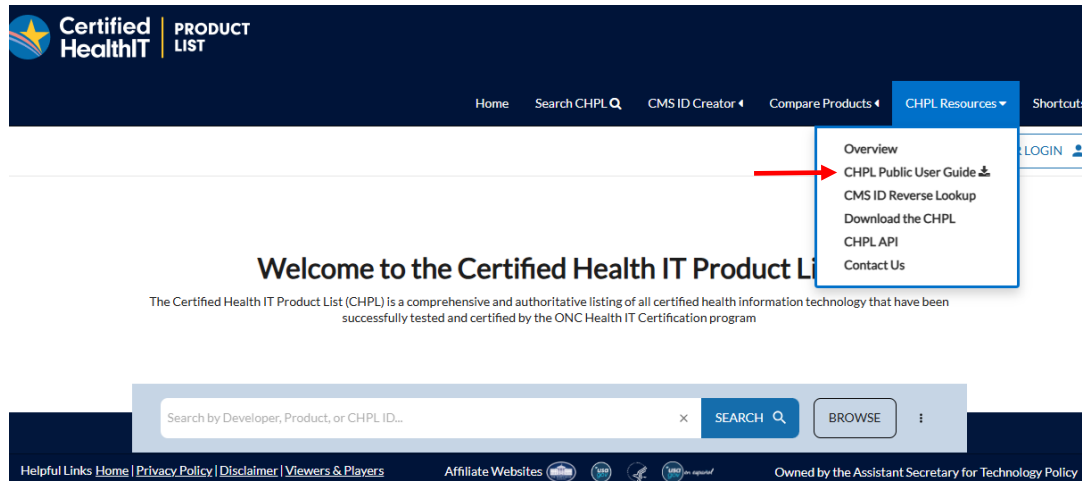 Certified HealthIT PRODUCT LIST
Home Search CHPL CMS ID Creator Compare Products CHPL Resources Shortcuts
LOGIN
Overview
CHPL Public User Guide
CMS ID Reverse Lookup
Download the CHPL
CHPL API
Contact Us
Welcome to the Certified Health IT Product Li
The Certified Health IT Product List (CHPL) is a comprehensive and authoritative listing of all certified health information technology that have been
successfully tested and certified by the ONC Health IT Certification program
Search by Developer, Product, or CHPL ID... × SEARCH BROWSE
Helpful Links Home | Privacy Policy | Disclaimer | Viewers & Players Affiliate Websites en espanol Owned by the Assistant Secretary for Technology Policy